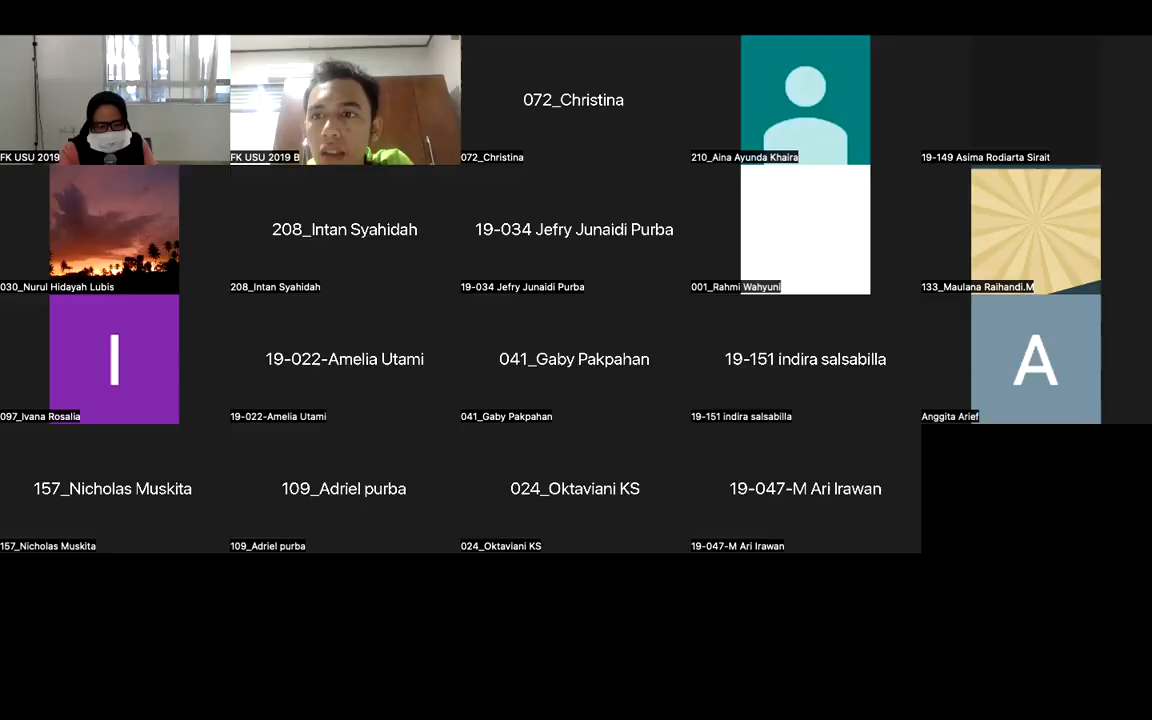 072_Christina
FK USU 2019
FK USU 2019 B
072_Christina
210_Aina Ayunda Khaira
19-149 Asima Rodiarta Sirait
208_Intan Syahidah
19-034 Jefry Junaidi Purba
030_Nurul Hidayah Lubis
208_Intan Syahidah
19-034 Jefry Junaidi Purba
001_Rahmi Wahyuni
133_Maulana Raihandi.M
I
19-022-Amelia Utami
041_Gaby Pakpahan
19-151 indira salsabilla
A
097_Ivana Rosalia
19-022-Amelia Utami
041_Gaby Pakpahan
19-151 indira salsabilla
Anggita Arief
157_Nicholas Muskita
109_Adriel purba
024_Oktaviani KS
19-047-M Ari Irawan
157_Nicholas Muskita
109_Adriel purba
024_Oktaviani KS
19-047-M Ari Irawan